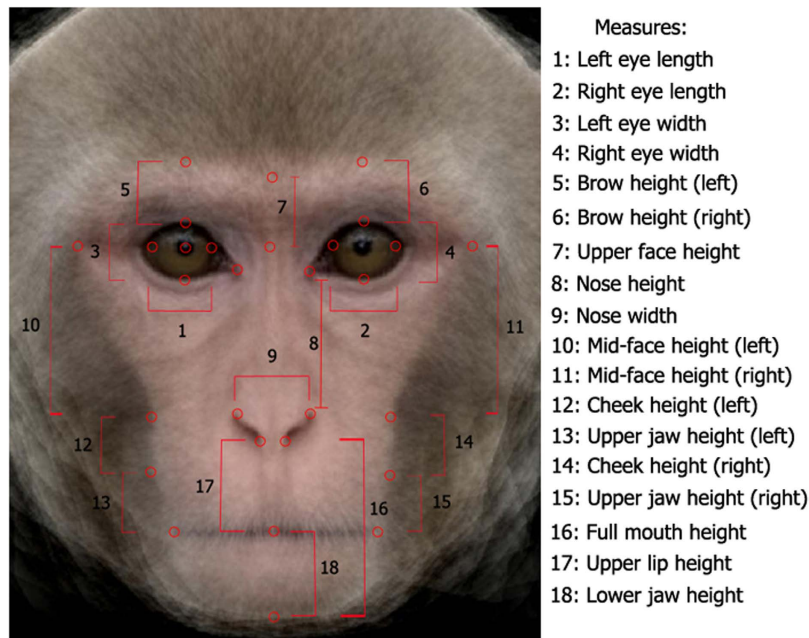 Measures:
1: Left eye length
2: Right eye length
3: Left eye width
4: Right eye width
5: Brow height (left)
6: Brow height (right)
7: Upper face height
8: Nose height
9: Nose width
10: Mid-face height (left)
11: Mid-face height (right)
12: Cheek height (left)
13: Upper jaw height (left)
14: Cheek height (right)
15: Upper jaw height (right)
16: Full mouth height
17: Upper lip height
18: Lower jaw height
5
6
7
3
4
10
1
2
11
8
9
12
14
17
13
16
15
18